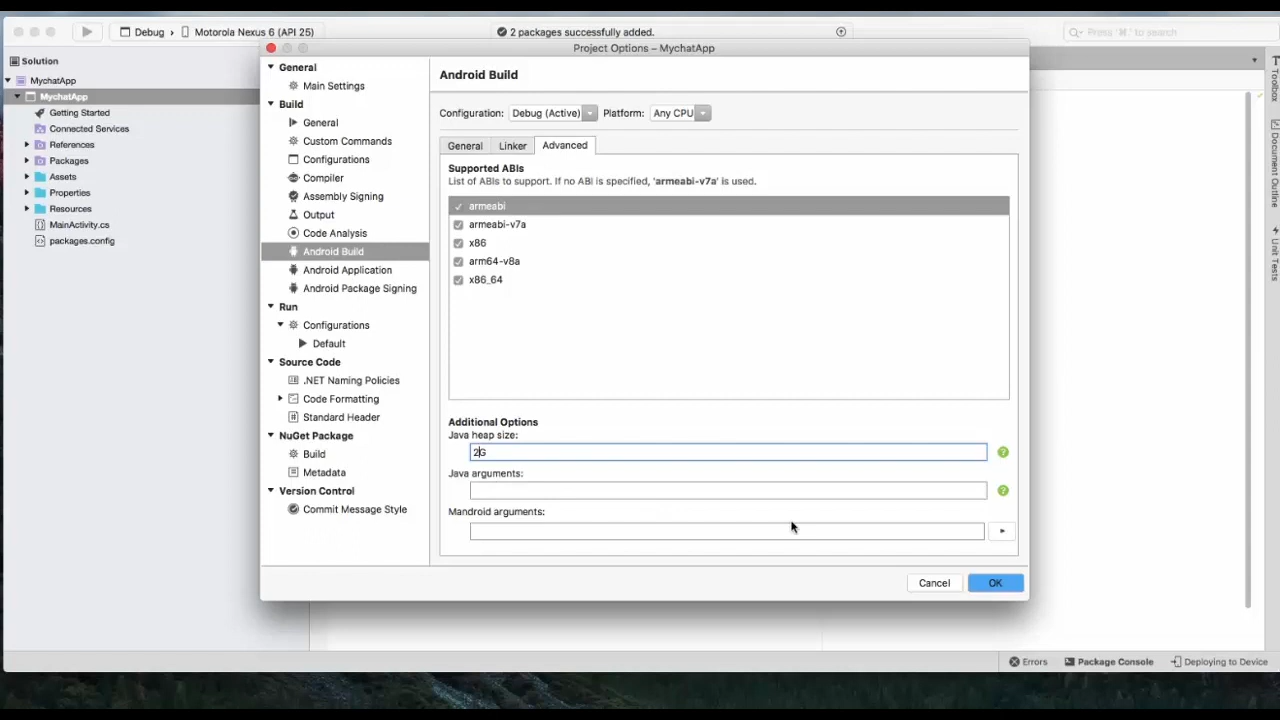 Debug › Motorola Nexus 6 (API 25)
2 packages successfully added.
Press '⌘.' to search
Solution
MychatApp
MychatApp
Getting Started
Connected Services
References
Packages
Assets
Properties
Resources
MainActivity.cs
packages.config
Project Options – MychatApp
General
Main Settings
Build
General
Custom Commands
Configurations
Compiler
Assembly Signing
Output
Code Analysis
Android Build
Android Application
Android Package Signing
Run
Configurations
Default
Source Code
.NET Naming Policies
Code Formatting
Standard Header
NuGet Package
Build
Metadata
Version Control
Commit Message Style
Android Build
Configuration: Debug (Active) Platform: Any CPU
General Linker Advanced
Supported ABIs
List of ABIs to support. If no ABI is specified, 'armeabi-v7a' is used.
armeabi
armeabi-v7a
x86
arm64-v8a
x86_64
Additional Options
Java heap size:
2G
Java arguments:
Mandroid arguments:
Cancel OK
Toolbox
Document Outline
Unit Tests
Errors Package Console Deploying to Device